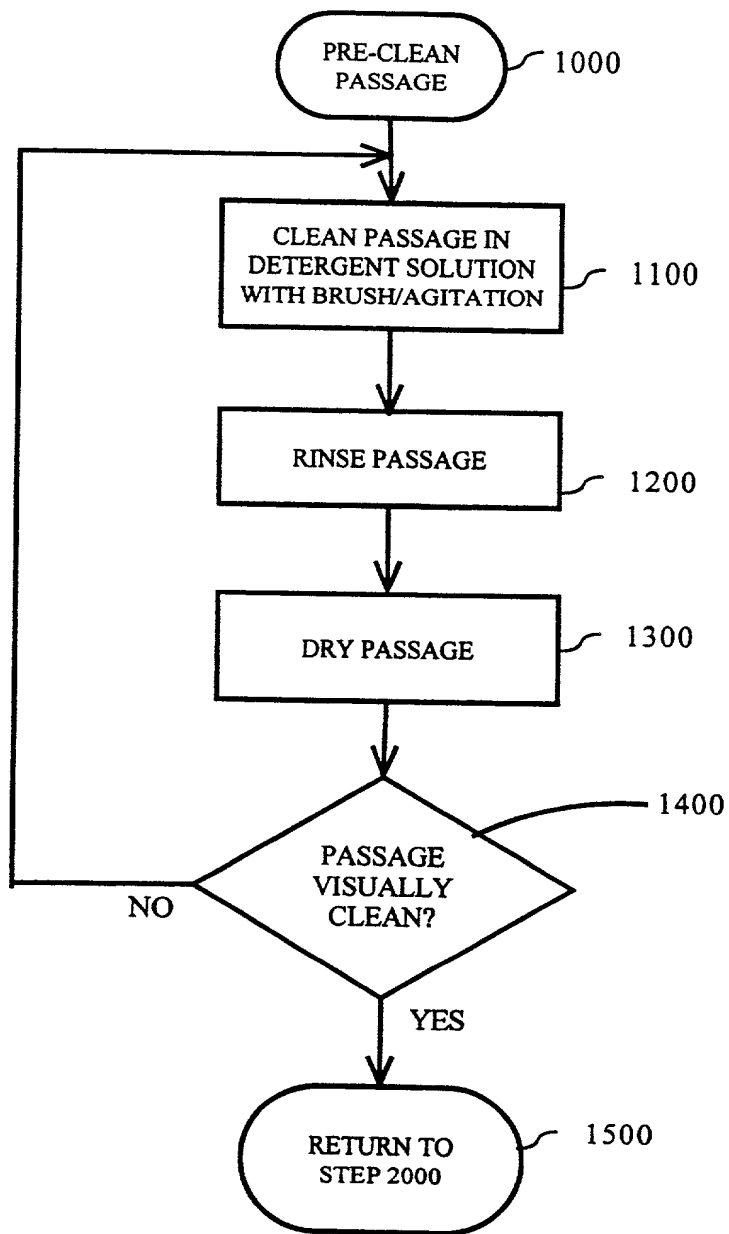 PRE-CLEAN
PASSAGE
1000
CLEAN PASSAGE IN
DETERGENT SOLUTION
WITH BRUSH/AGITATION
1100
RINSE PASSAGE
1200
DRY PASSAGE
1300
1400
PASSAGE
VISUALLY
CLEAN?
NO
YES
RETURN TO
STEP 2000
1500